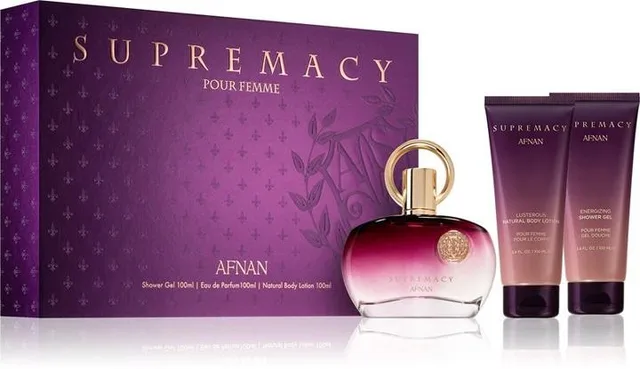 SUPREMACY
POUR FEMME
AFNAN
Shower Gel 100ml | Eau de Parfum100ml | Natural Body Lotion 100ml
SUPREMACY
AFNAN
SUPREMACY
AFNAN
LUSTEROUS
NATURAL BODY LOTION
POUR FEMME
POUR LE CORPS
SUPREMACY
AFNAN
ENERGIZING
SHOWER GEL
POUR FEMME
GEL DOUCHE